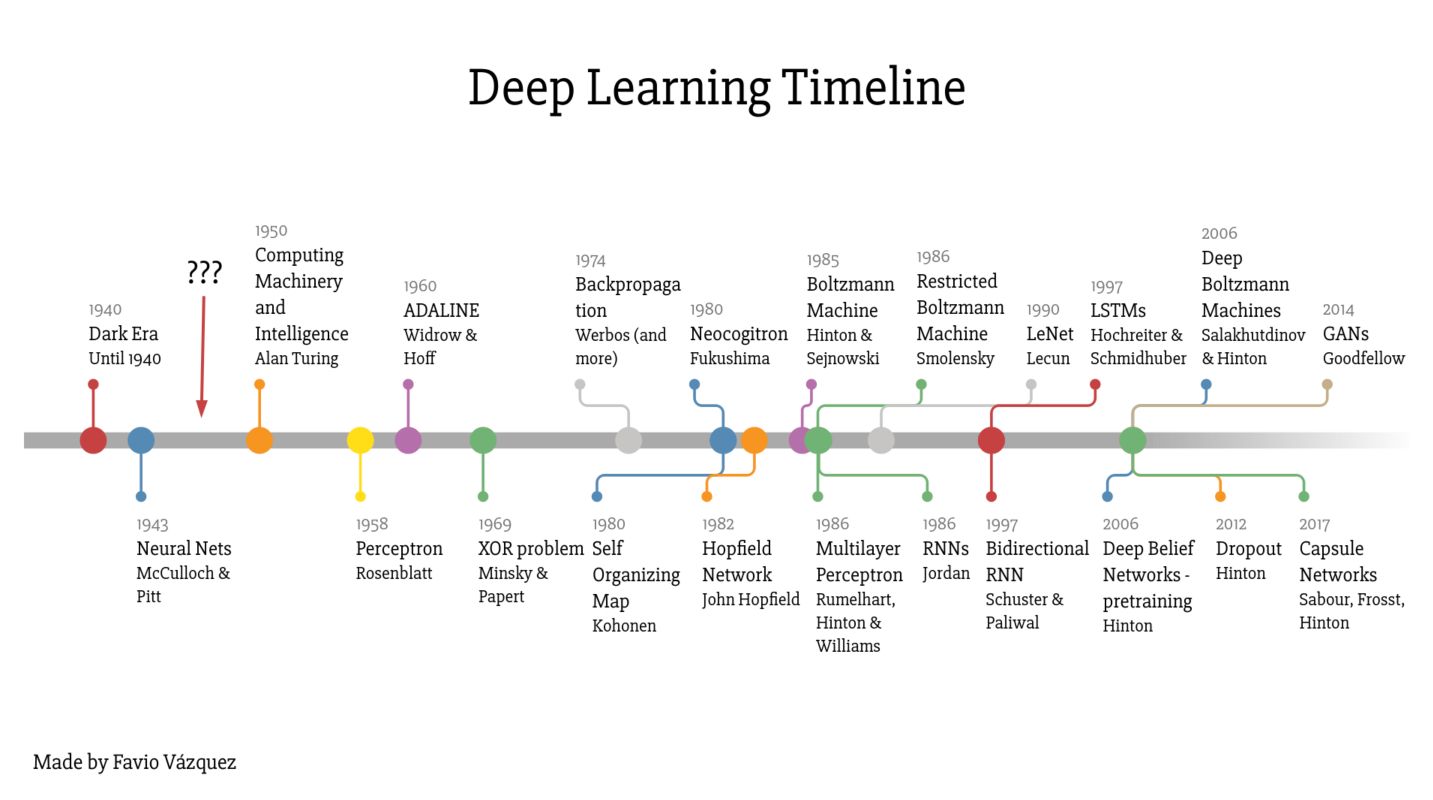 Deep Learning Timeline
1940
Dark Era
Until 1940
???
1950
Computing
Machinery
and
Intelligence
Alan Turing
1960
ADALINE
Widrow &
Hoff
1974
Backpropaga
tion
Werbos (and
more)
1980
Neocogitron
Fukushima
1985
Boltzmann
Machine
Hinton &
Sejnowski
1986
Restricted
Boltzmann
Machine
Smolensky
1990
LeNet
Lecun
1997
LSTMs
Hochreiter &
Schmidhuber
2006
Deep
Boltzmann
Machines
Salakhutdinov
& Hinton
2014
GANs
Goodfellow
1943
Neural Nets
McCulloch &
Pitt
1958
Perceptron
Rosenblatt
1969
XOR problem
Minsky &
Papert
1980
Self
Organizing
Map
Kohonen
1982
Hopfield
Network
John Hopfield
1986
Multilayer
Perceptron
Rumelhart,
Hinton &
Williams
1986
RNNs
Jordan
1997
Bidirectional
RNN
Schuster &
Paliwal
2006
Deep Belief
Networks -
pretraining
Hinton
2012
Dropout
Hinton
2017
Capsule
Networks
Sabour, Frosst,
Hinton
Made by Favio Vázquez